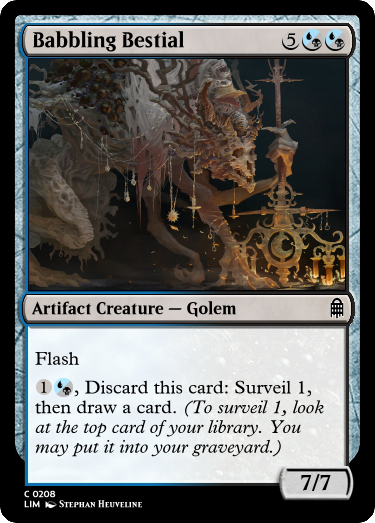 Babbling Bestial 5
Artifact Creature — Golem
Flash
1, Discard this card: Surveil 1,
then draw a card. (To surveil 1, look
at the top card of your library. You
may put it into your graveyard.)
7/7
C 0208
LIM Stephan Heuveline